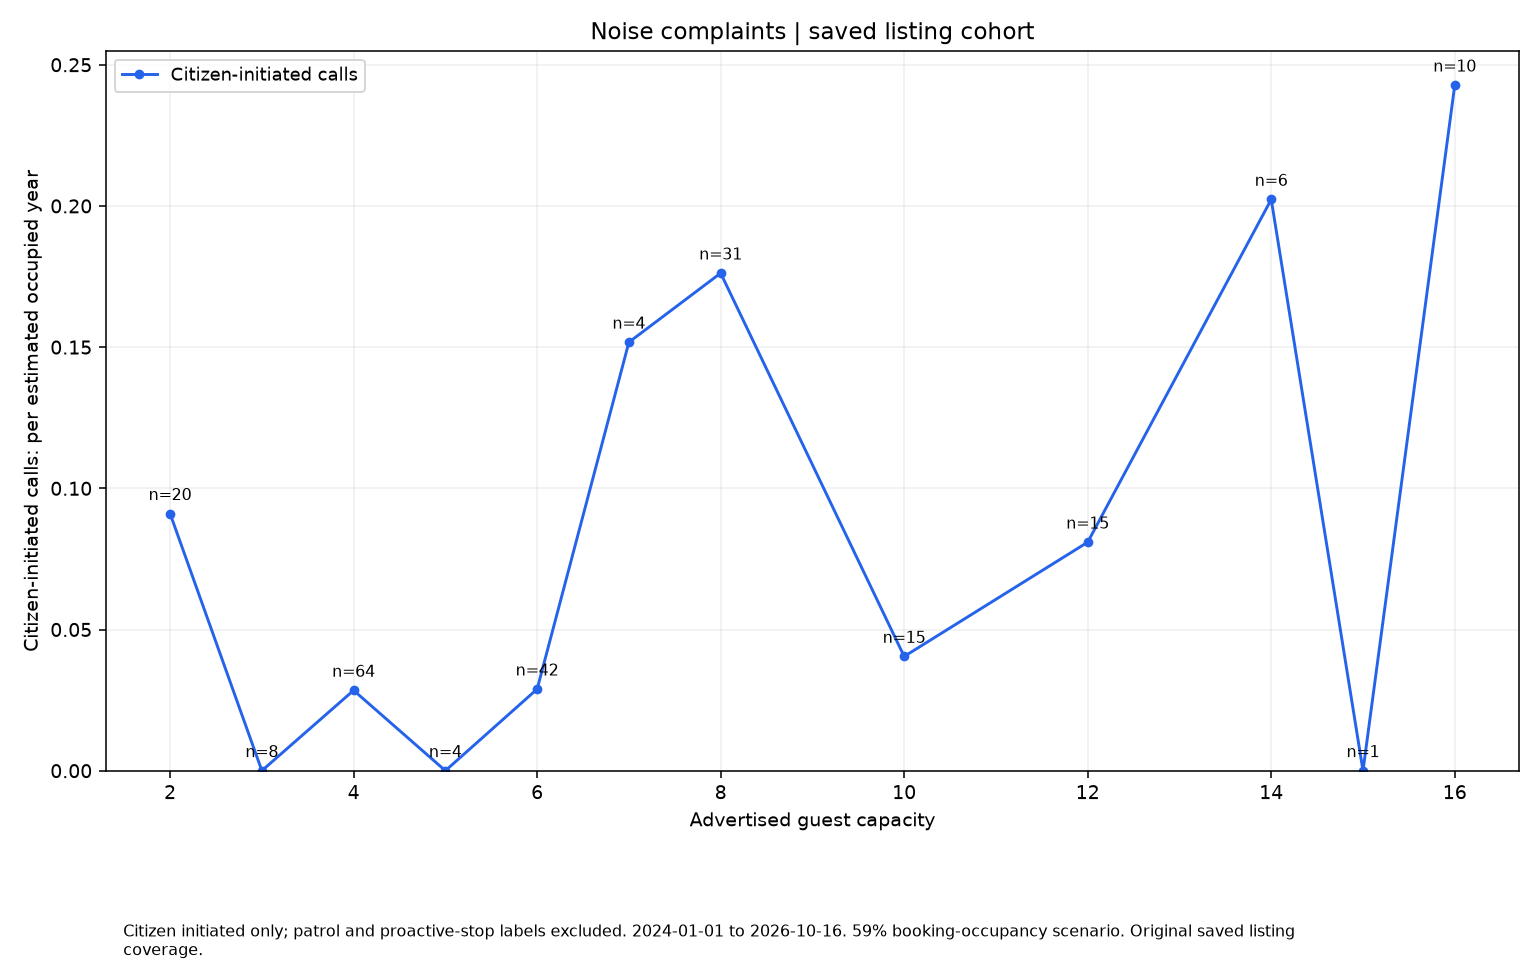 Noise complaints | saved listing cohort
Citizen-initiated calls
Citizen-initiated calls: per estimated occupied year
0.25
0.20
0.15
0.10
0.05
0.00
n=20
n=8
n=64
n=4
n=42
n=4
n=31
n=15
n=15
n=6
n=1
n=10
2 4 6 8 10 12 14 16
Advertised guest capacity
Citizen initiated only; patrol and proactive-stop labels excluded. 2024-01-01 to 2026-10-16. 59% booking-occupancy scenario. Original saved listing
coverage.